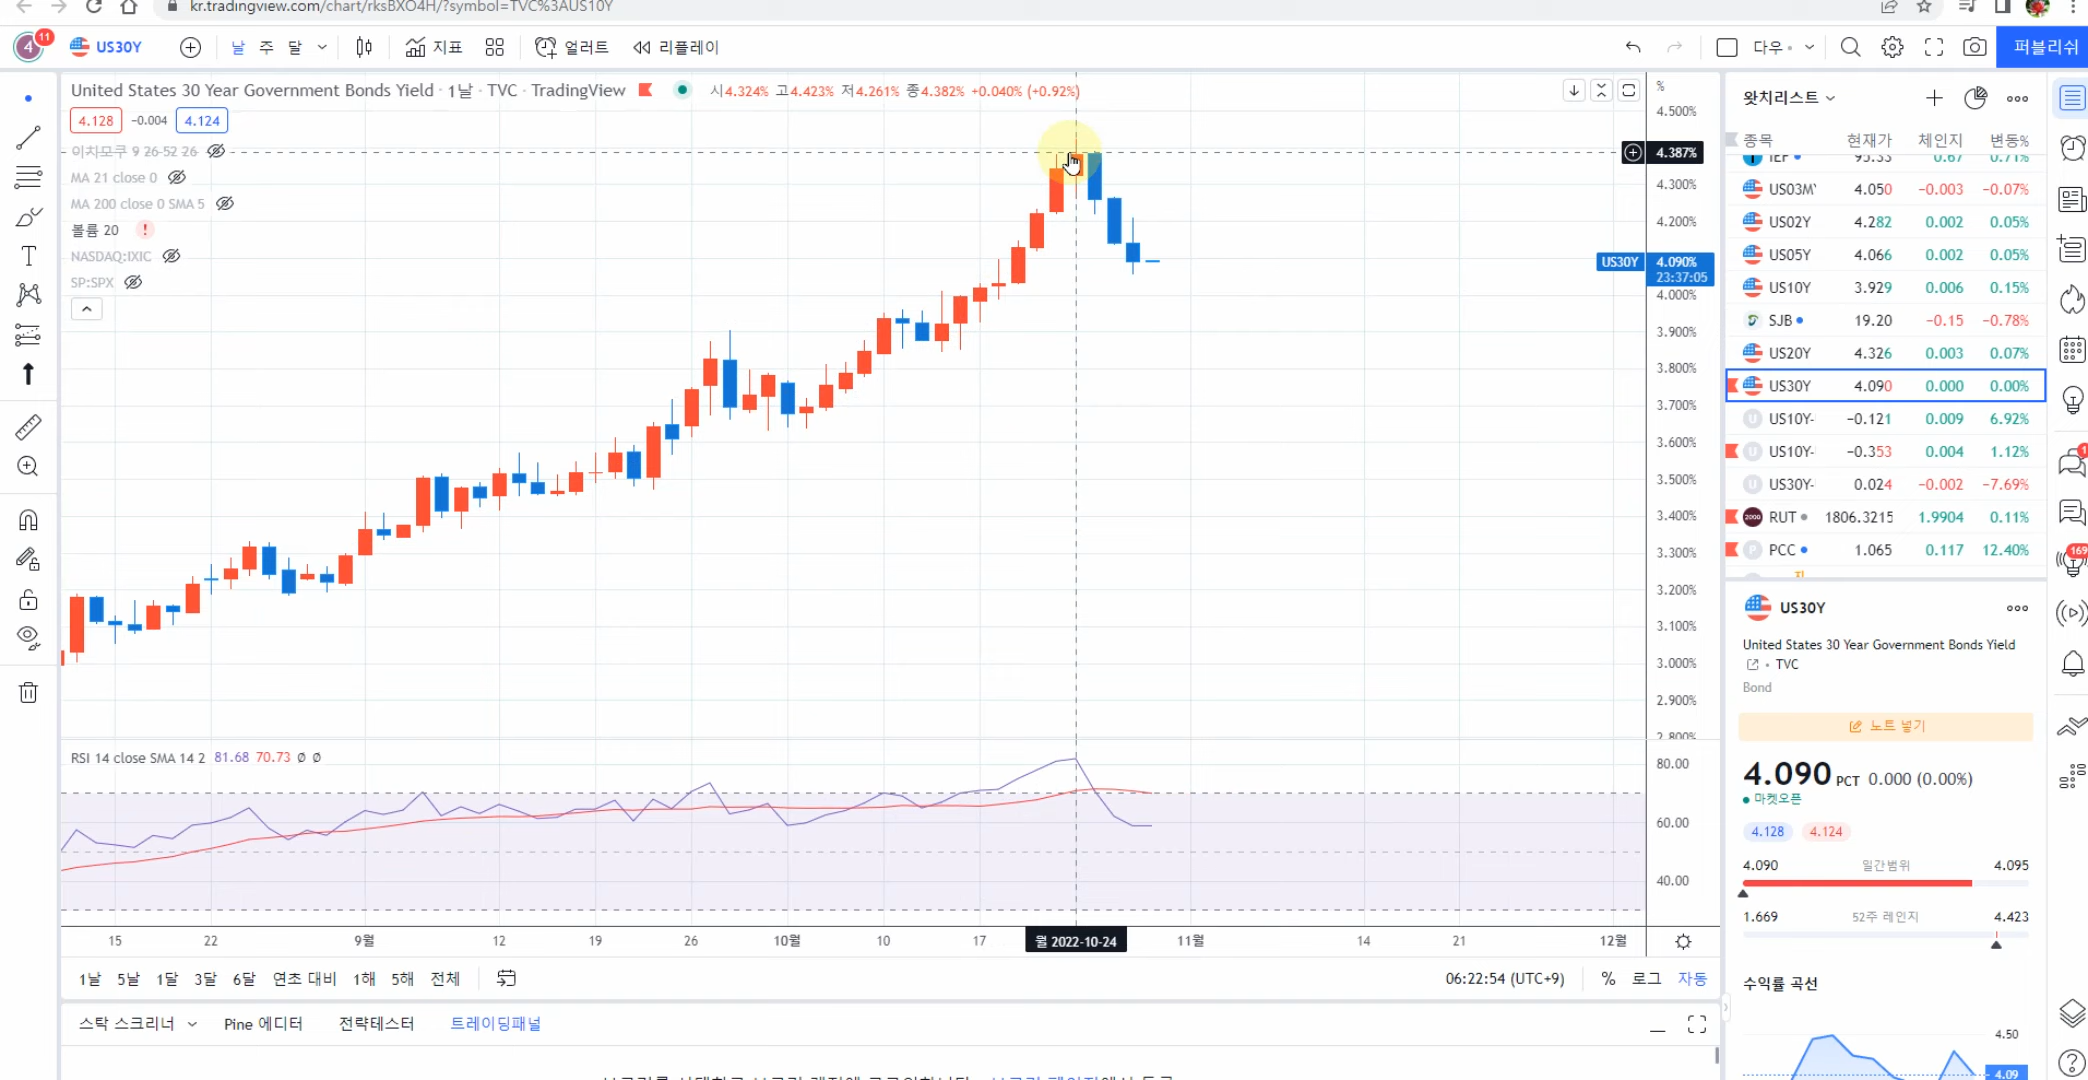 kr.tradingview.com/chart/rksBXO4H/?symbol=TVC%3AUS10Y
4 11 US30Y 날 주 달 지표 얼러트 리플레이 다우 퍼블리쉬
United States 30 Year Government Bonds Yield · 1날 · TVC · TradingView 시4.324% 고4.423% 저4.261% 종4.382% +0.040% (+0.92%)
4.128 -0.004 4.124
이치모쿠 9 26-52 26
MA 21 close 0
MA 200 close 0 SMA 5
볼륨 20 !
NASDAQ:IXIC
SP:SPX
%
4.500%
4.387%
4.300%
4.200%
US30Y 4.090%
23:37:05
4.000%
3.900%
3.800%
3.700%
3.600%
3.500%
3.400%
3.300%
3.200%
3.100%
3.000%
2.900%
2.800%
RSI 14 close SMA 14 2 81.68 70.73 Ø Ø
80.00
60.00
40.00
15 22 9월 12 19 26 10월 10 17 월 2022-10-24 11월 14 21 12월
1날 5날 1달 3달 6달 연초 대비 1해 5해 전체 06:22:54 (UTC+9) % 로그 자동
스탁 스크리너 Pine 에디터 전략테스터 트레이딩패널
왓치리스트
종목 현재가 체인지 변동%
IEF 95.33 0.67 0.71%
US03MY 4.050 -0.003 -0.07%
US02Y 4.282 0.002 0.05%
US05Y 4.066 0.002 0.05%
US10Y 3.929 0.006 0.15%
SJB 19.20 -0.15 -0.78%
US20Y 4.326 0.003 0.07%
US30Y 4.090 0.000 0.00%
US10Y- -0.121 0.009 6.92%
US10Y- -0.353 0.004 1.12%
US30Y- 0.024 -0.002 -7.69%
2000 RUT 1806.3215 1.9904 0.11%
P PCC 1.065 0.117 12.40%
US30Y
United States 30 Year Government Bonds Yield
TVC
Bond
노트 넣기
4.090 PCT 0.000 (0.00%)
마켓오픈
4.128 4.124
4.090 일간범위 4.095
1.669 52주 레인지 4.423
수익률 곡선
4.50
4.09
1
169